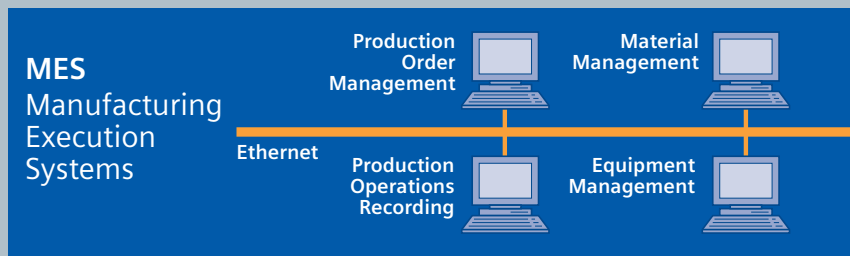 MES
Manufacturing
Execution
Systems
Production
Order
Management
Material
Management
Ethernet
Production
Operations
Recording
Equipment
Management